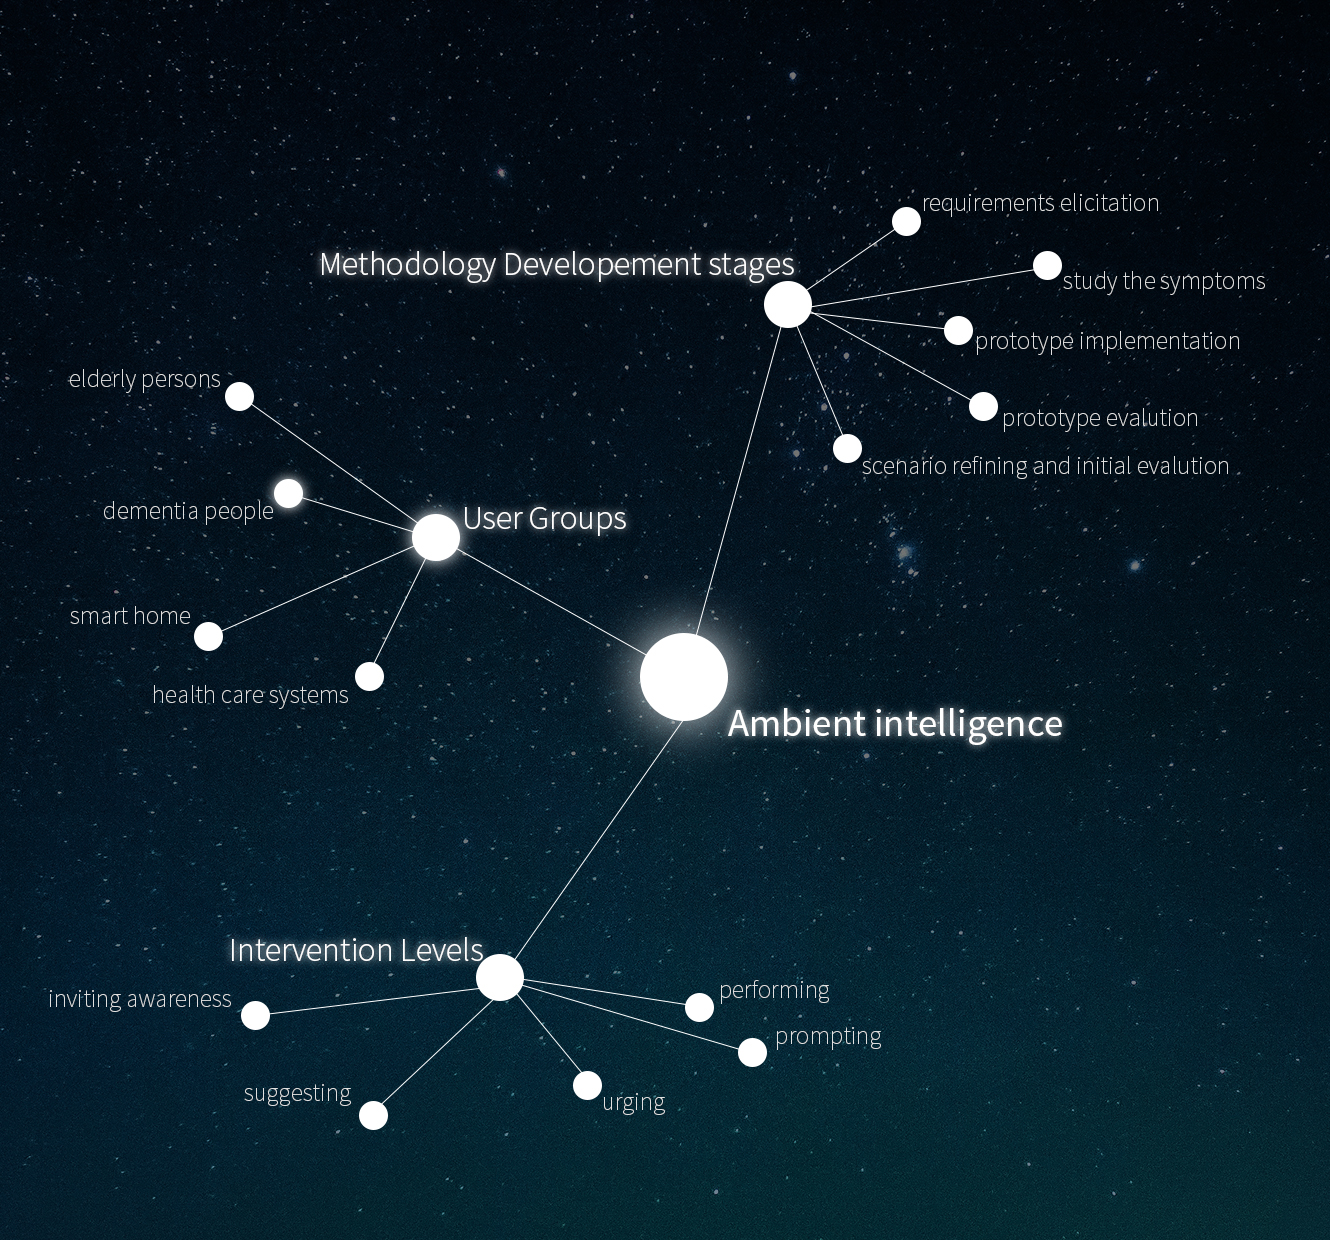 requirements elicitation
Methodology Developement stages
study the symptoms
prototype implementation
elderly persons
prototype evalution
scenario refining and initial evalution
dementia people
User Groups
smart home
health care systems
Ambient intelligence
Intervention Levels
inviting awareness
performing
prompting
suggesting
urging